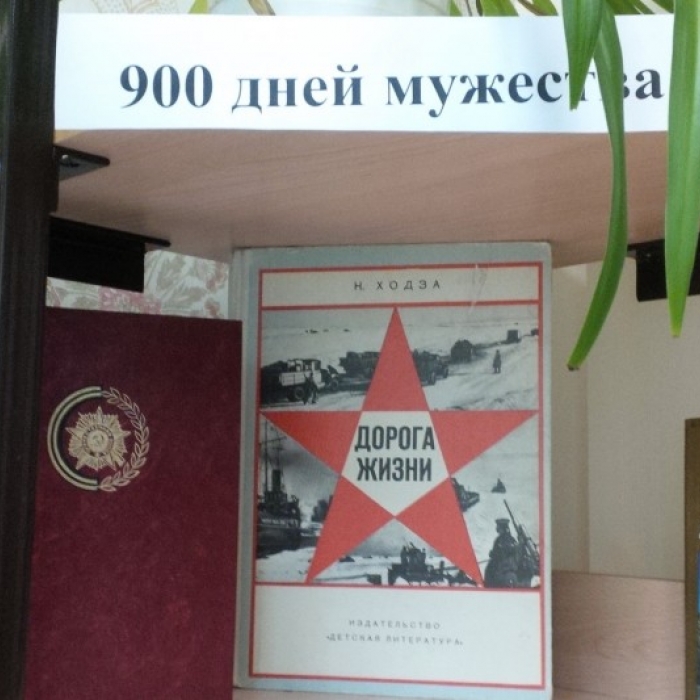 900 дней мужества
Н. ХОДЗА
ДОРОГА
ЖИЗНИ
ИЗДАТЕЛЬСТВО
«ДЕТСКАЯ ЛИТЕРАТУРА»